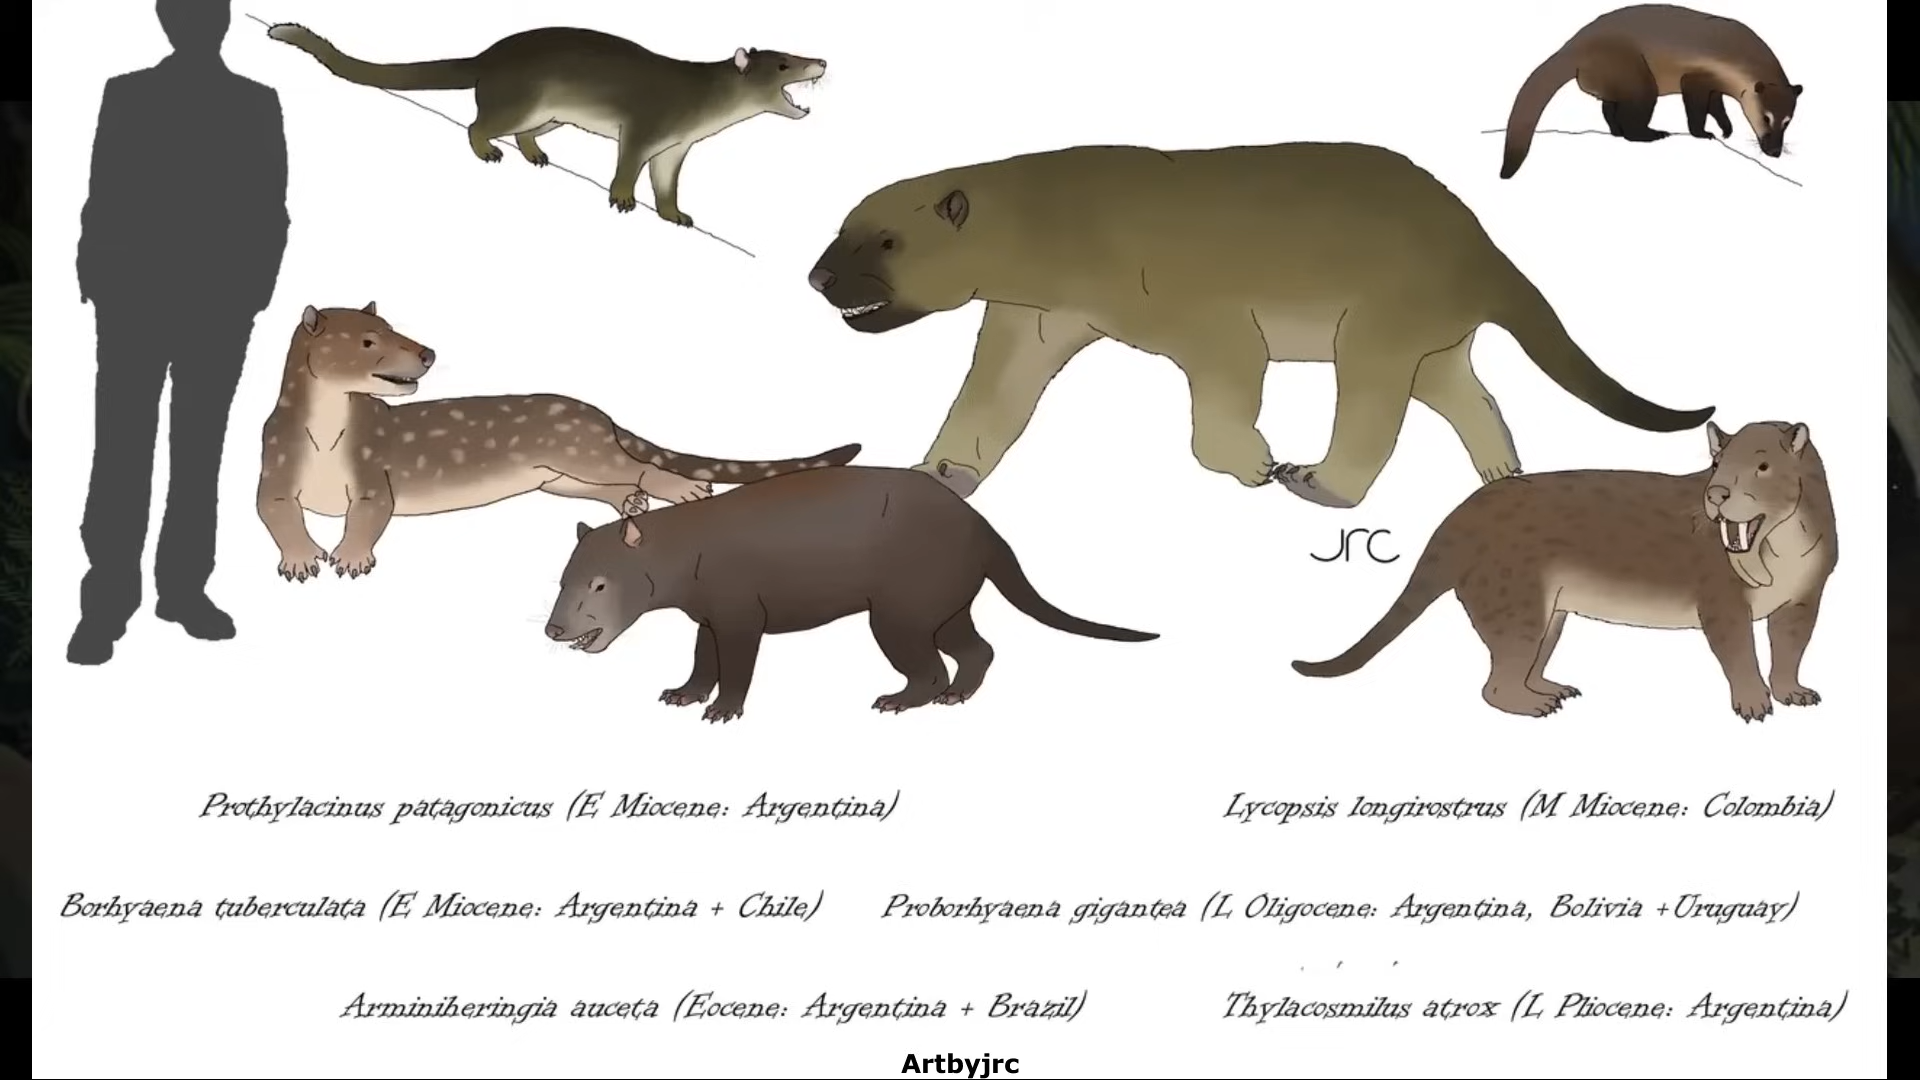 JrC
Prothylacinus patagonicus (E Miocene: Argentina)
Lycopsis longirostrus (M Miocene: Colombia)
Borhyaena tuberculata (E Miocene: Argentina + Chile)
Proborhyaena gigantea (L Oligocene: Argentina, Bolivia +Uruguay)
Arminiheringia auceta (Eocene: Argentina + Brazil)
Thylacosmilus atrox (L Pliocene: Argentina)
Artbyjrc